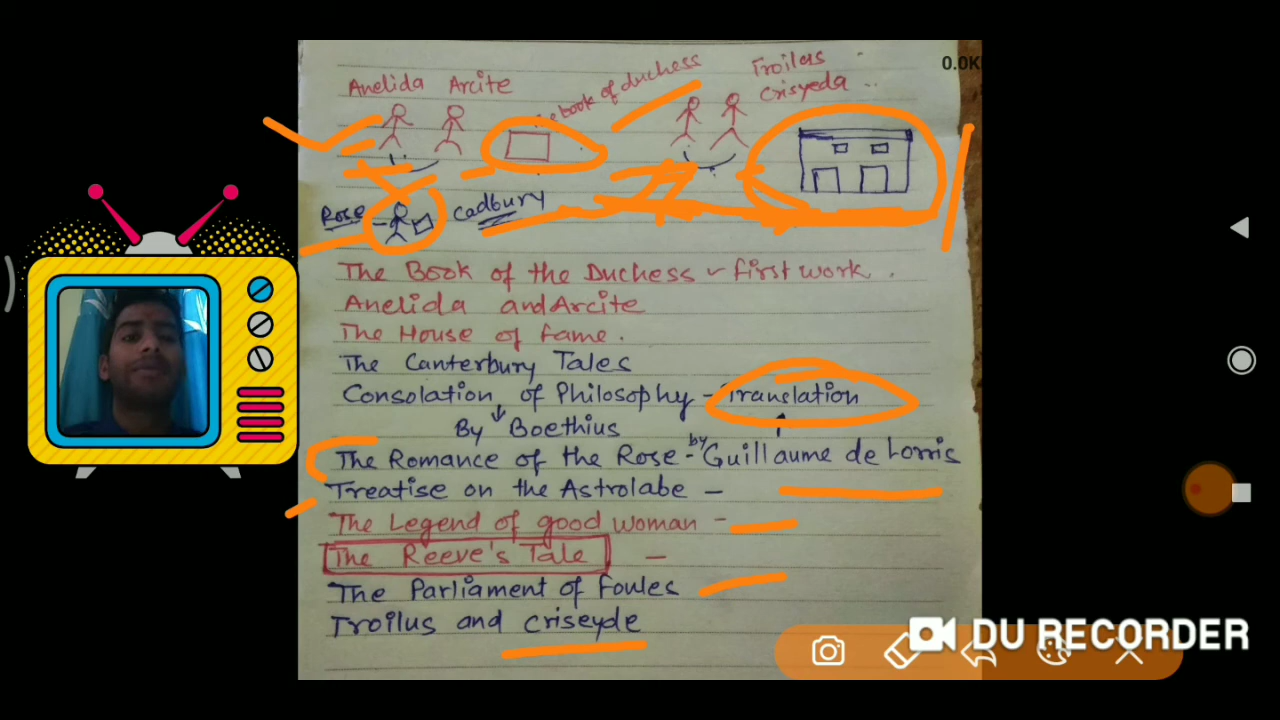 0.0K
Anelida Arcite
book of duchess
Troilas
Crisyeda
Rose
Cadbury
The Book of the Duchess - first work.
Anelida and Arcite
The House of fame.
The Canterbury Tales
Consolation of Philosophy - Translation
By Boethius
The Romance of the Rose - by Guillaume de Lorris
Treatise on the Astrolabe -
The Legend of good woman -
The Reeve's Tale -
The Parliament of Foules
Troilus and criseyde
DU RECORDER